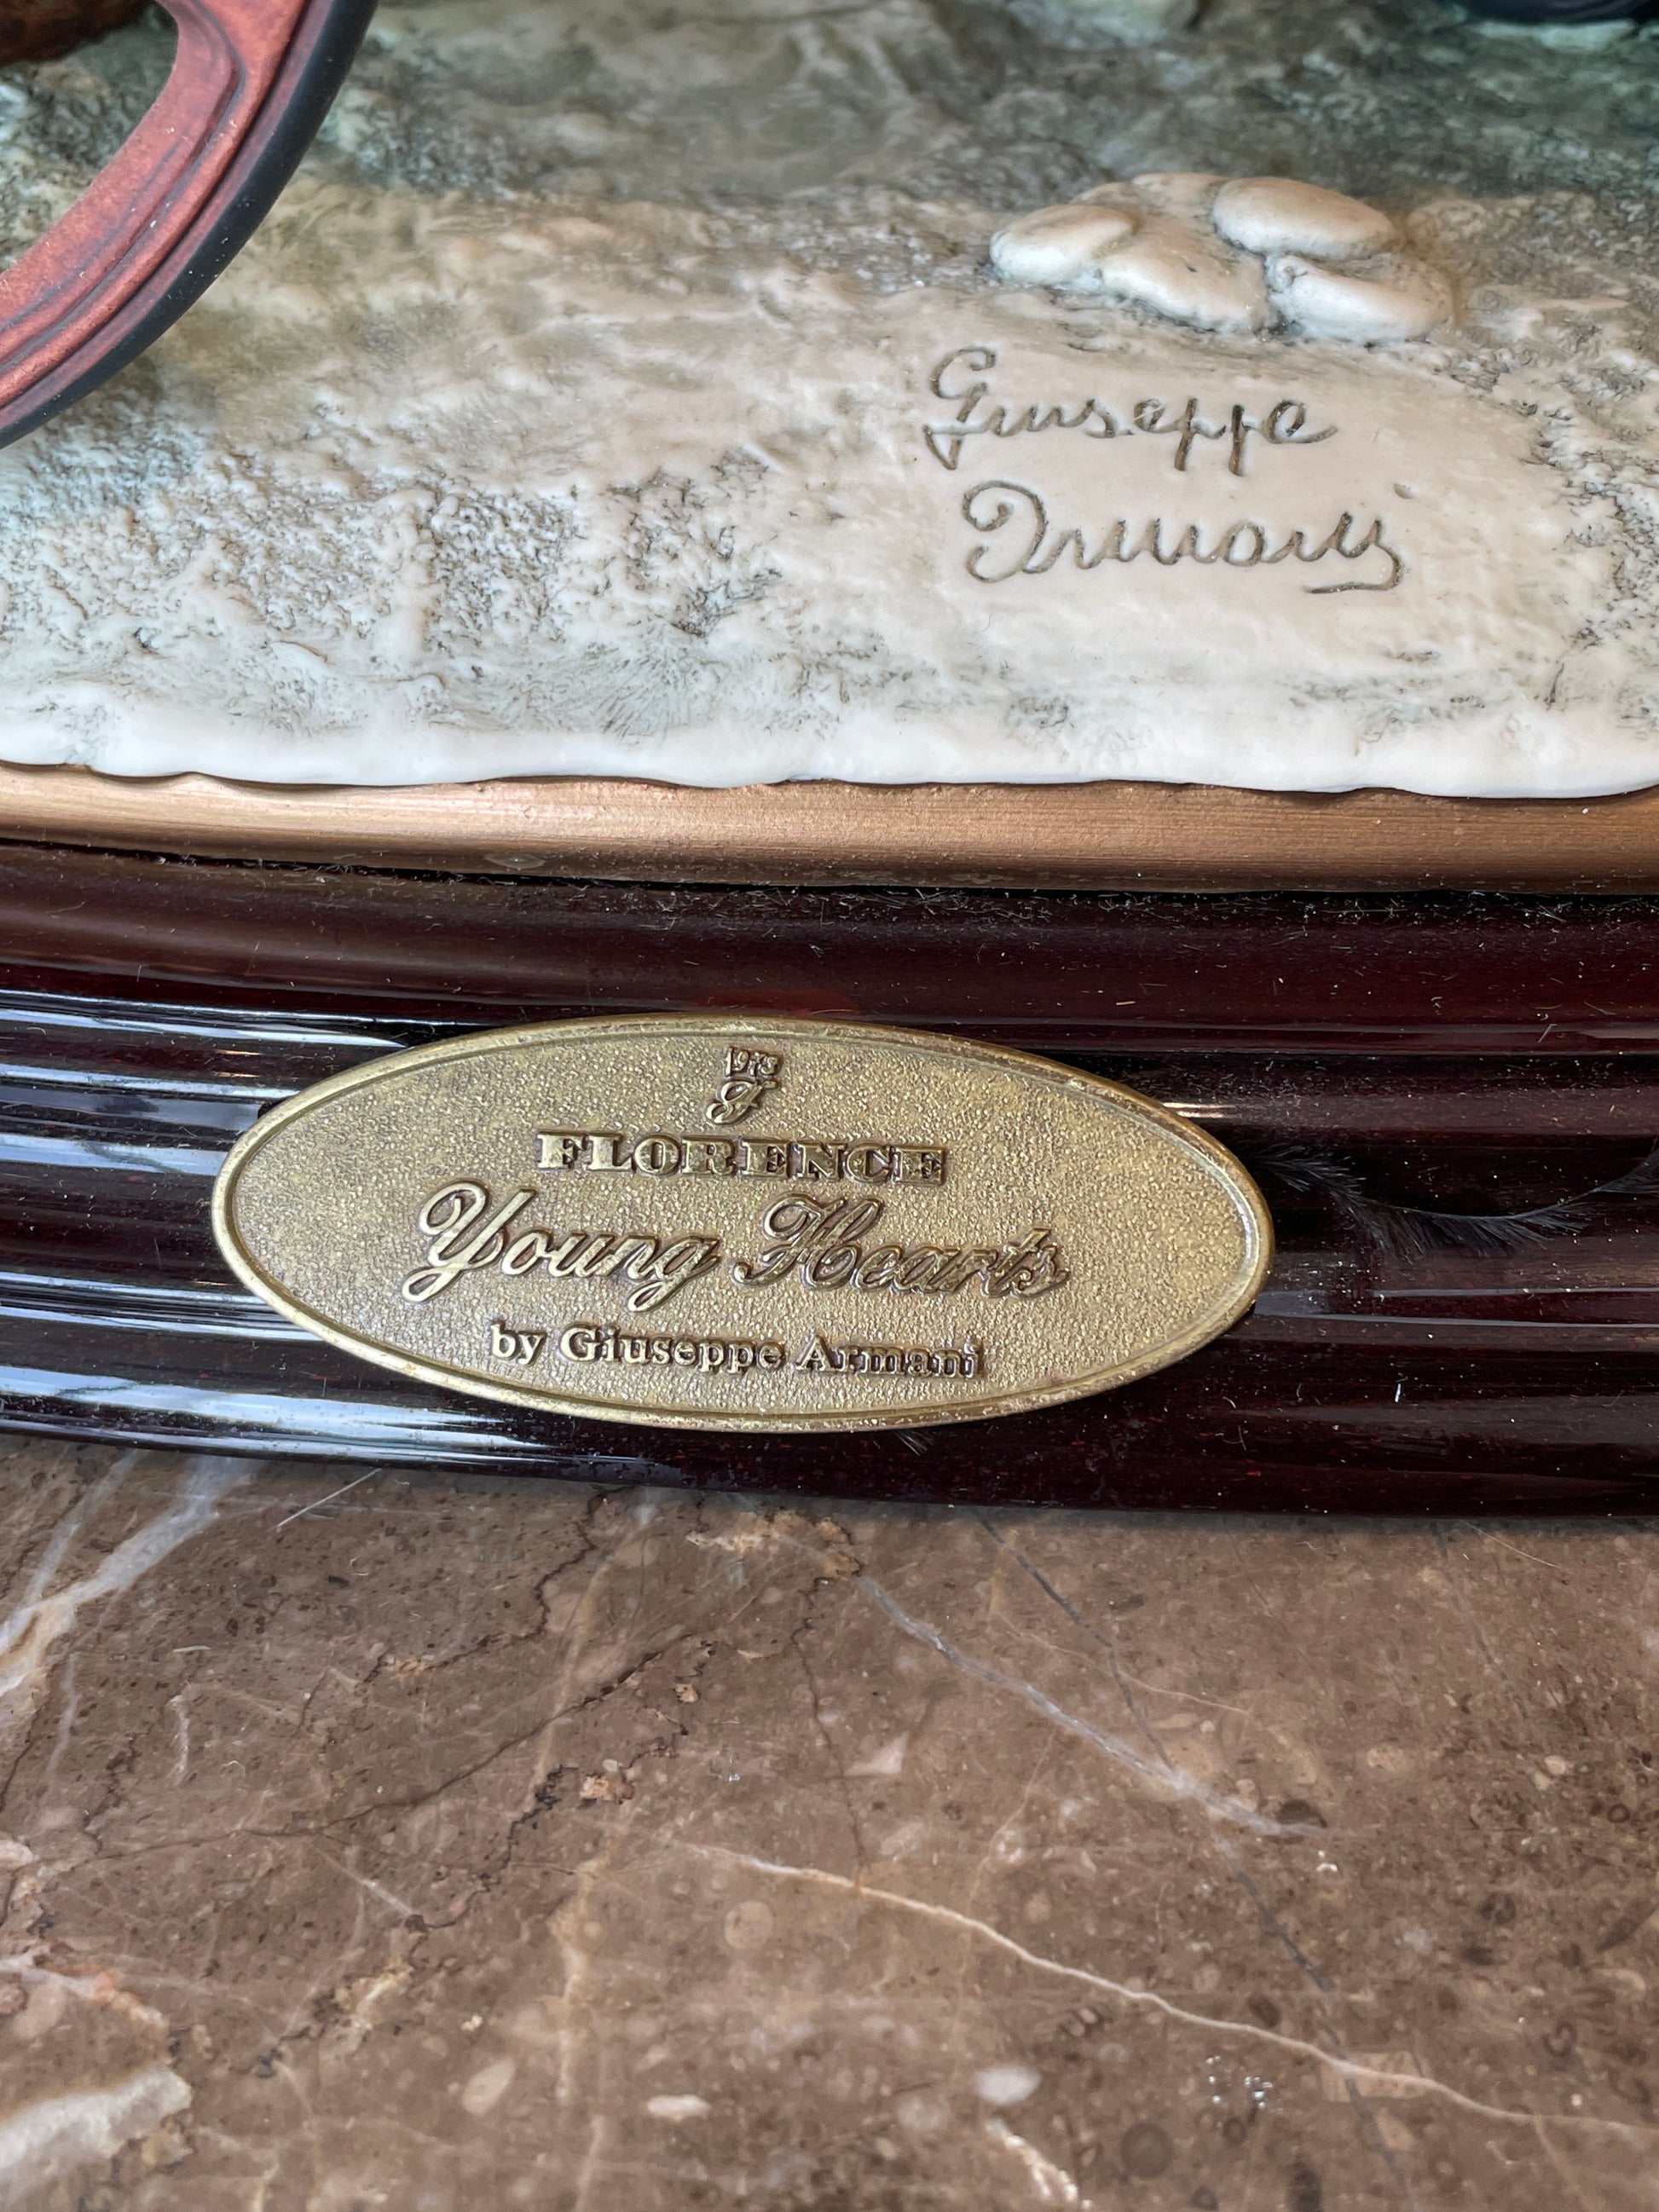 Giuseppe
Armani
1973
F
FLORENCE
Young Hearts
by Giuseppe Armani